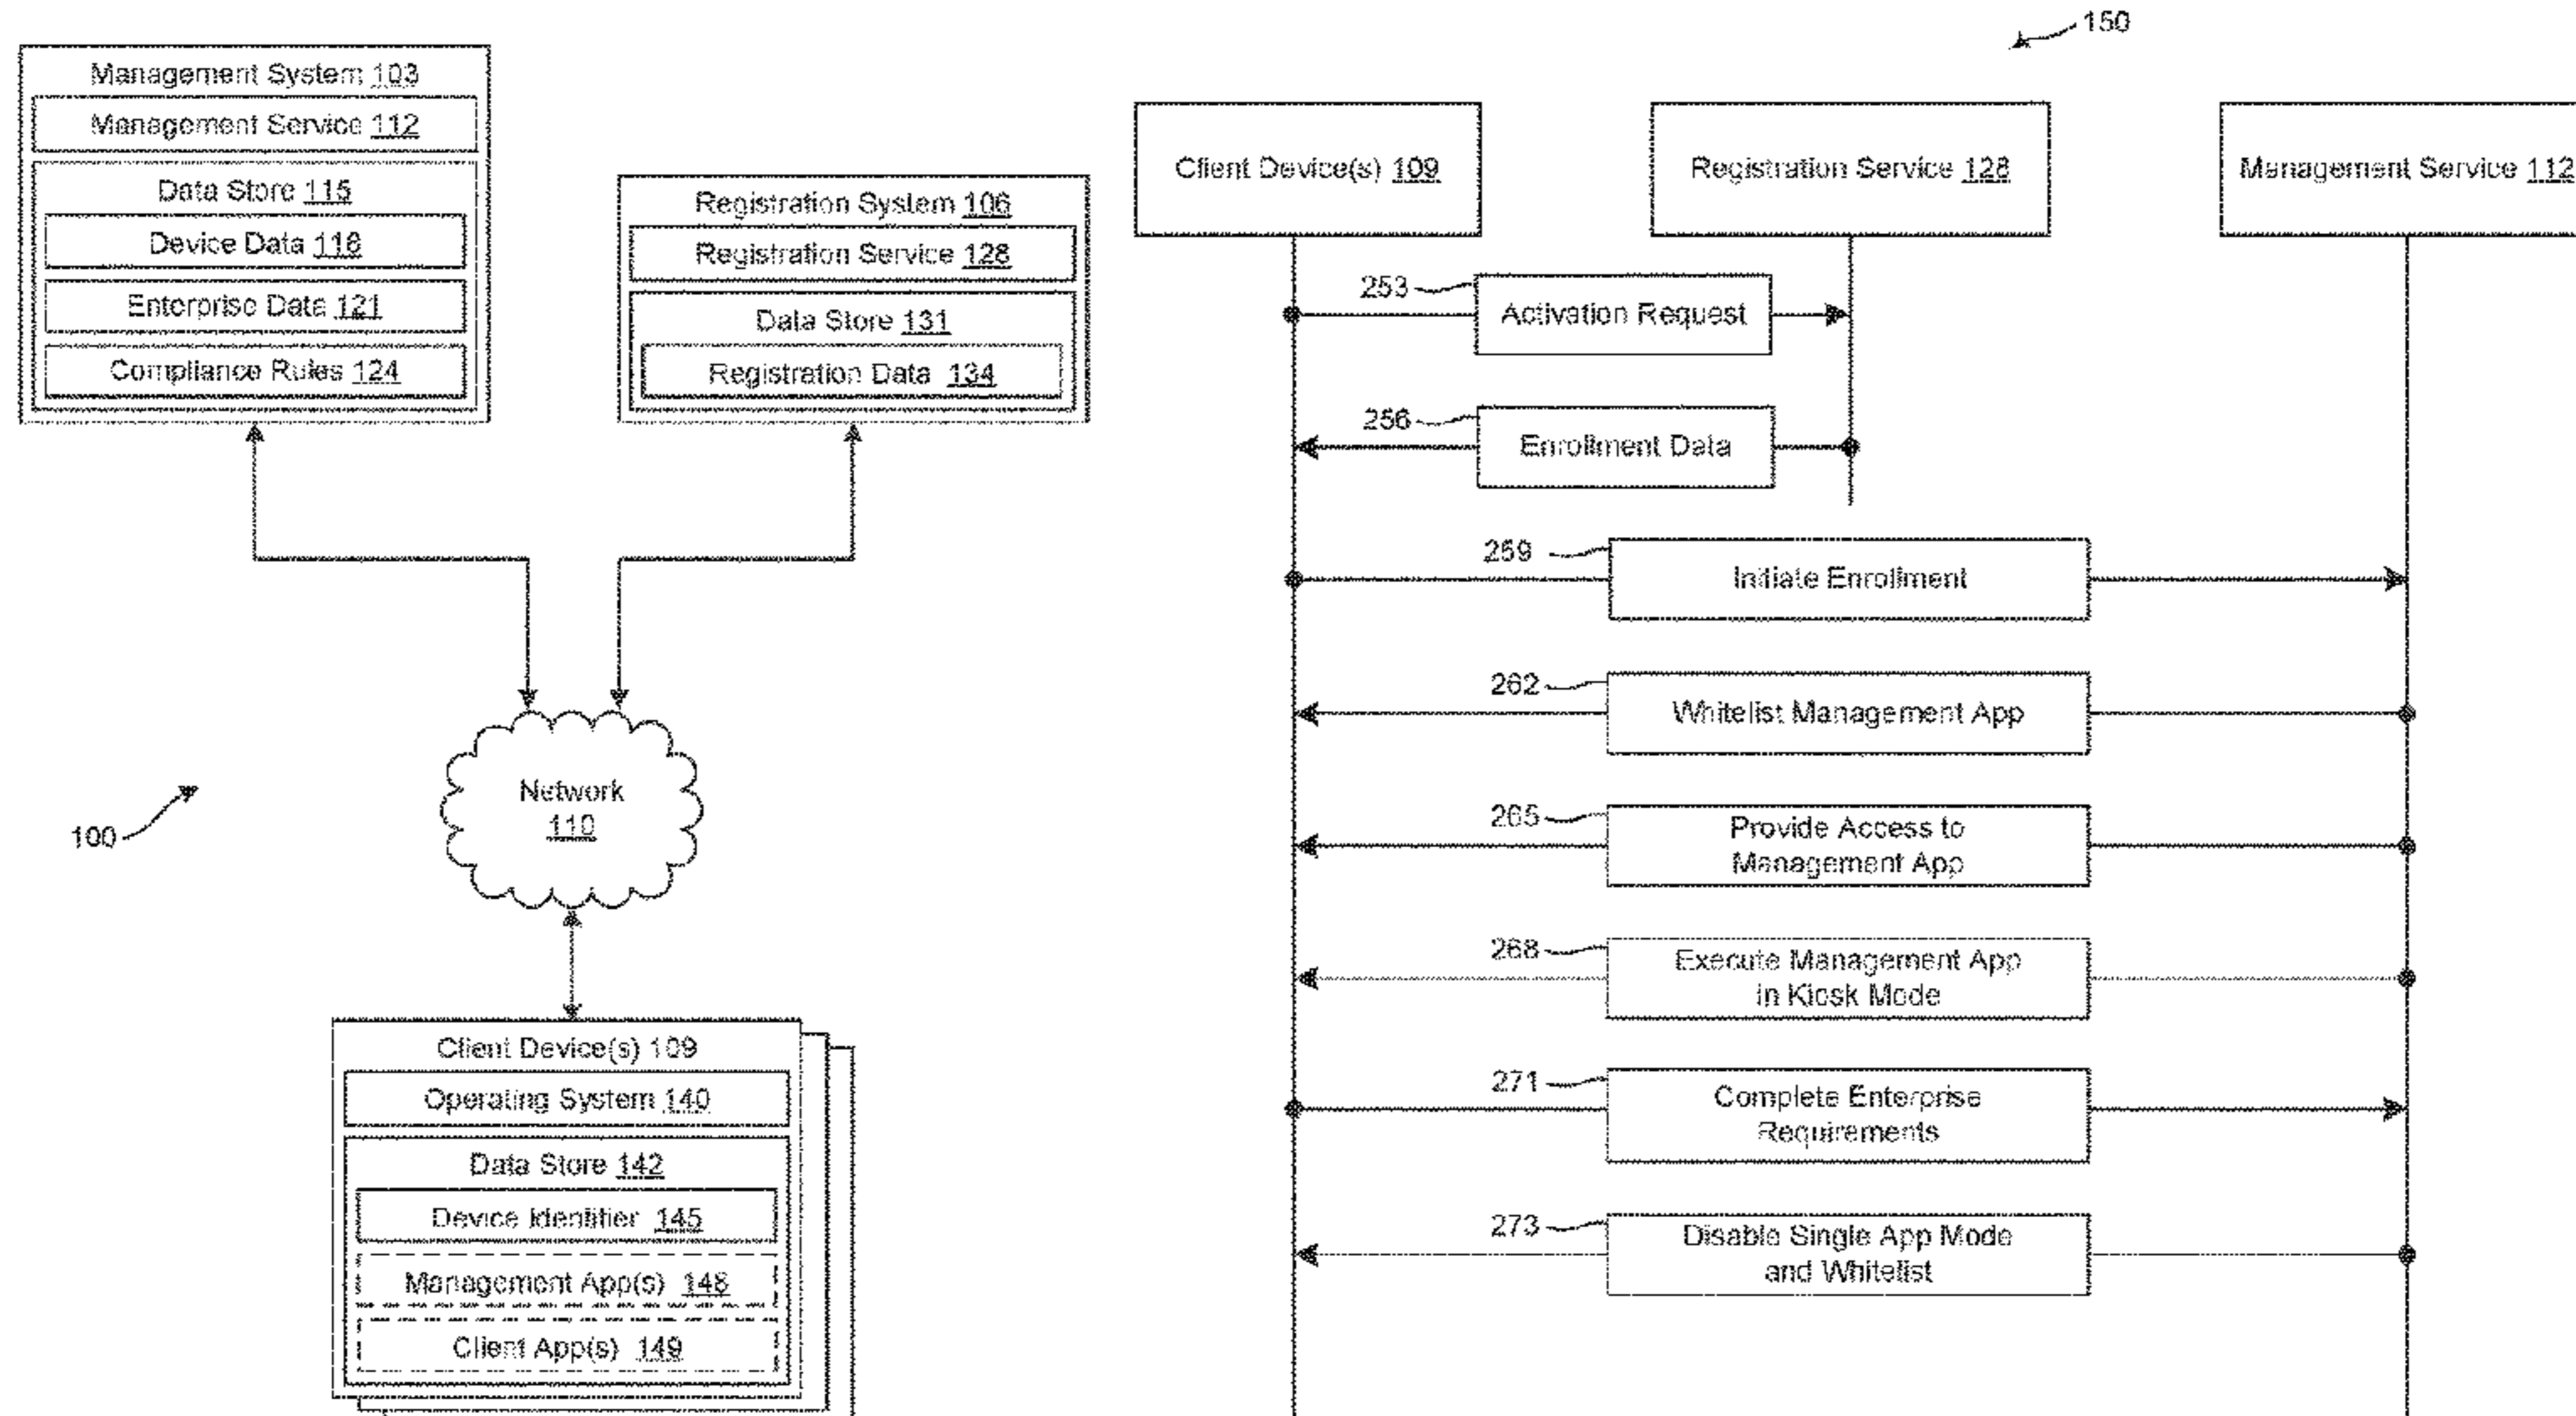 Management System 103
Management Service 112
Data Store 115
Device Data 118
Enterprise Data 121
Compliance Rules 124
Registration System 106
Registration Service 128
Data Store 131
Registration Data 134
Network
110
100
Client Device(s) 109
Operating System 140
Data Store 142
Device Identifier 145
Management App(s) 148
Client App(s) 149
150
Client Device(s) 109
Registration Service 128
Management Service 112
253
Activation Request
256
Enrollment Data
259
Initiate Enrollment
262
Whitelist Management App
265
Provide Access to
Management App
268
Execute Management App
in Kiosk Mode
271
Complete Enterprise
Requirements
273
Disable Single App Mode
and Whitelist